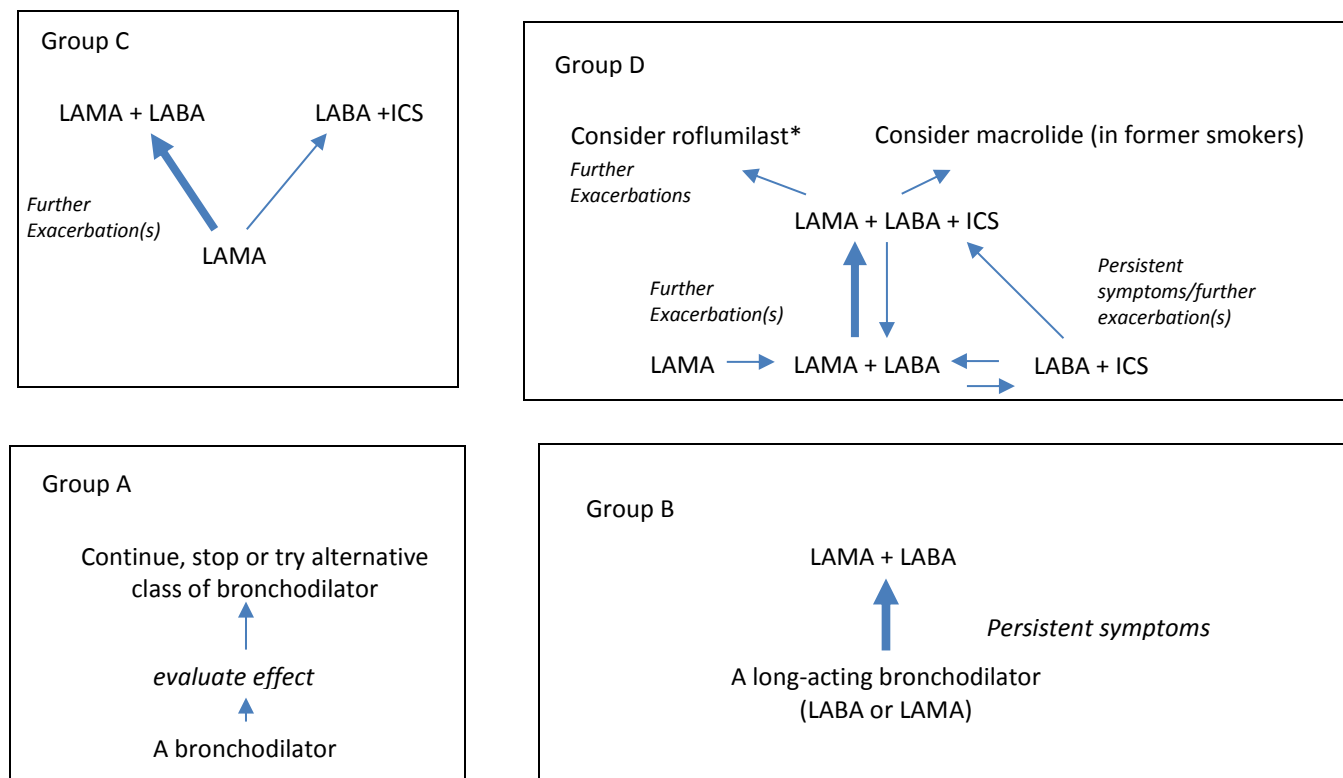 Group C
LAMA + LABA
LABA +ICS
Further
Exacerbation(s)
LAMA
Group D
Consider roflumilast*
Consider macrolide (in former smokers)
Further
Exacerbations
LAMA + LABA + ICS
Further
Exacerbation(s)
Persistent
symptoms/further
exacerbation(s)
LAMA
LAMA + LABA
LABA + ICS
Group A
Continue, stop or try alternative
class of bronchodilator
evaluate effect
A bronchodilator
Group B
LAMA + LABA
Persistent symptoms
A long-acting bronchodilator
(LABA or LAMA)